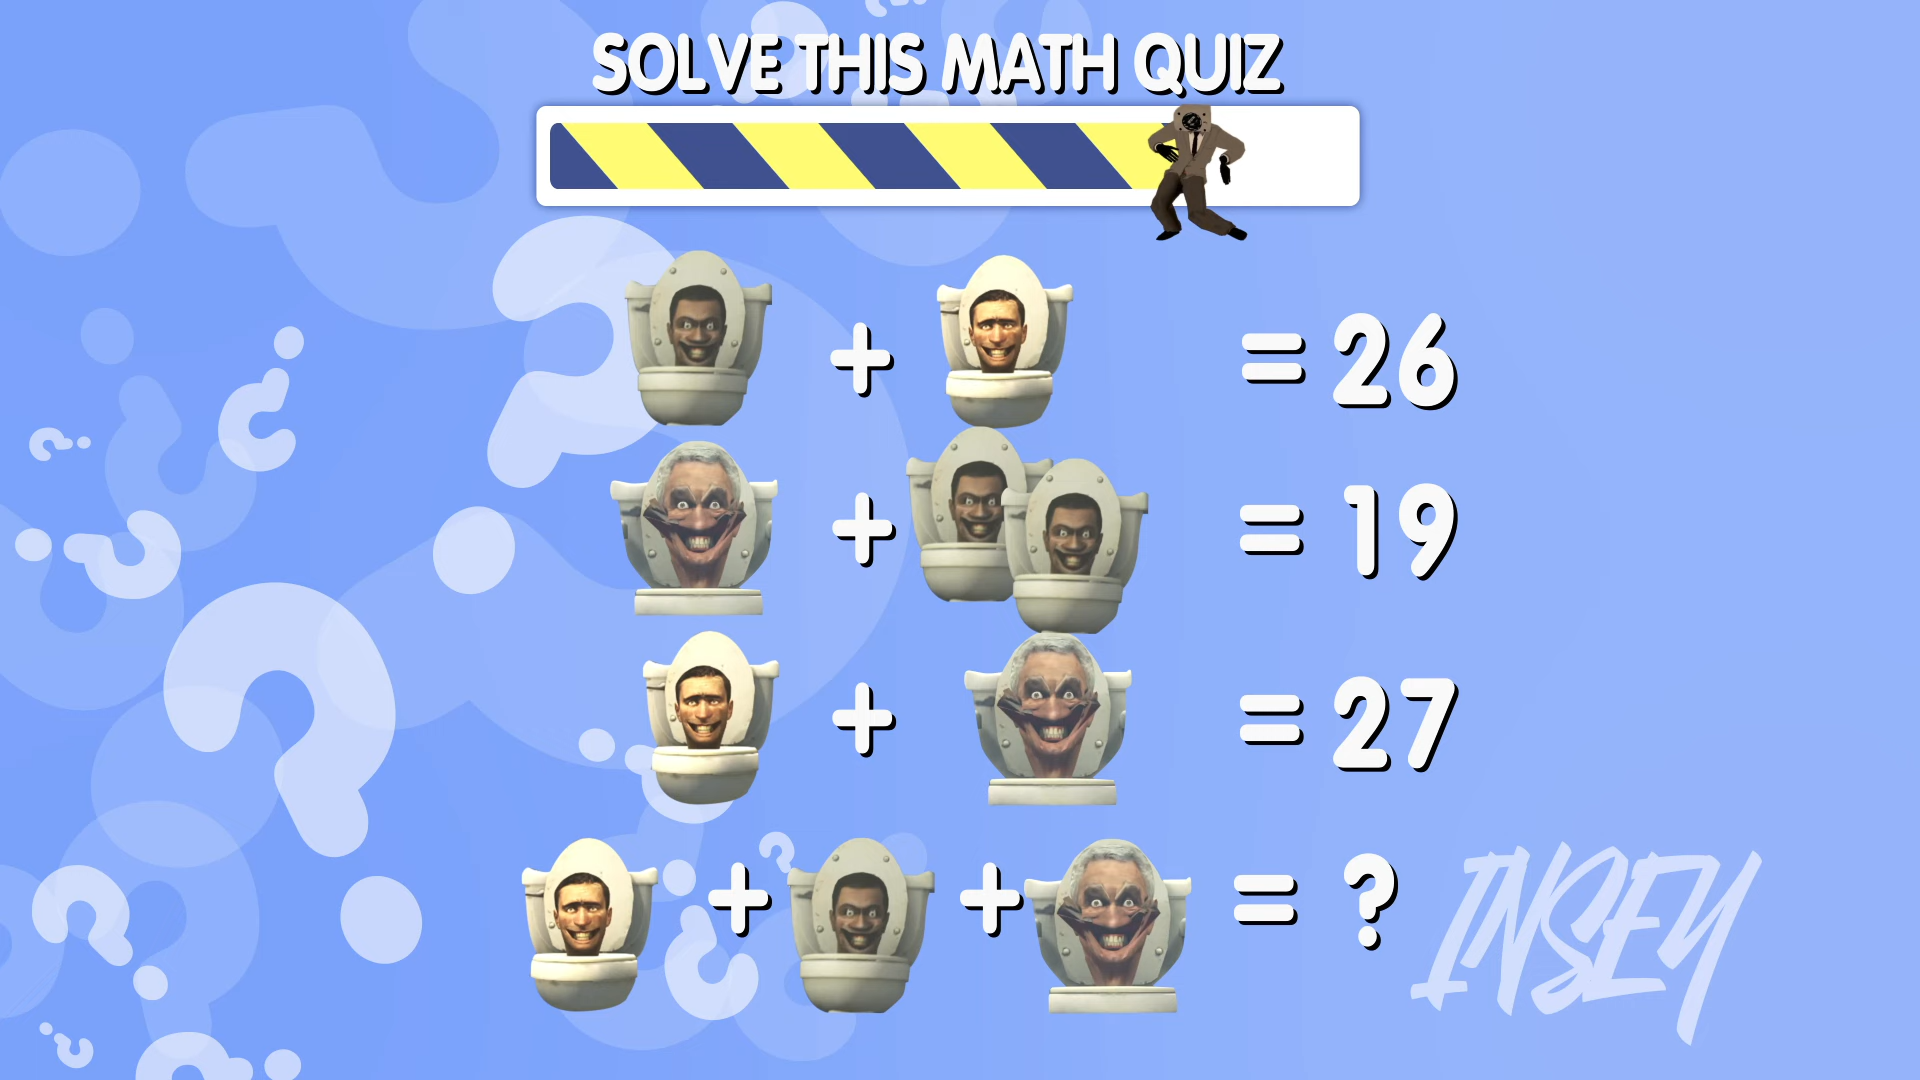 SOLVE THIS MATH QUIZ
+ = 26
+ = 19
+ = 27
+ + = ?
INSEY